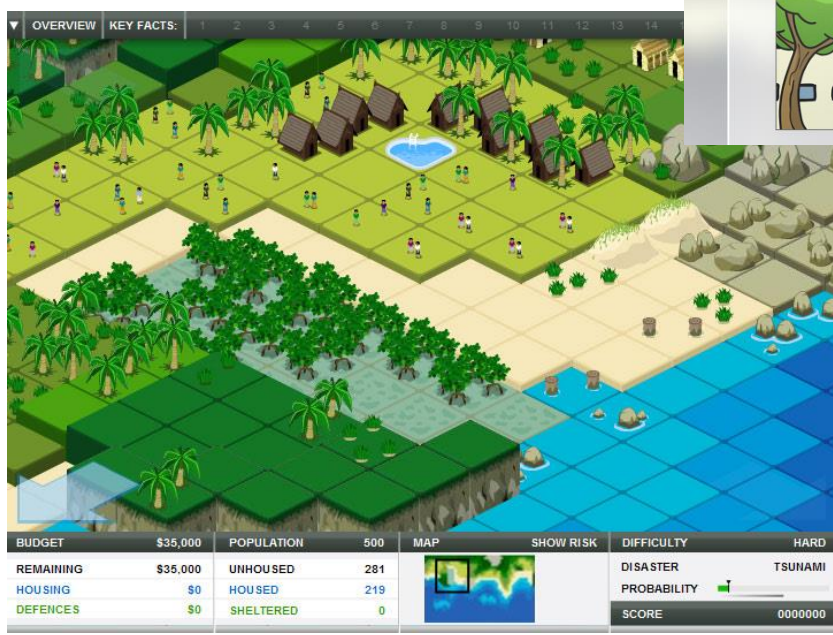 ▼ OVERVIEW KEY FACTS: 1 2 3 4 5 6 7 8 9 10 11 12 13 14
BUDGET $35,000 POPULATION 500 MAP SHOW RISK DIFFICULTY HARD
REMAINING $35,000 UNHOUSED 281 DISASTER TSUNAMI
HOUSING $0 HOUSED 219 PROBABILITY
DEFENCES $0 SHELTERED 0 SCORE 0000000